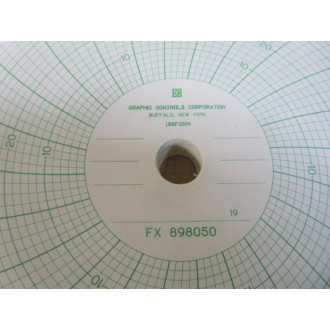 GRAPHIC CONTROLS CORPORATION
BUFFALO, NEW YORK
UNIFORM
19
FX 898050
10
10
20
10
20